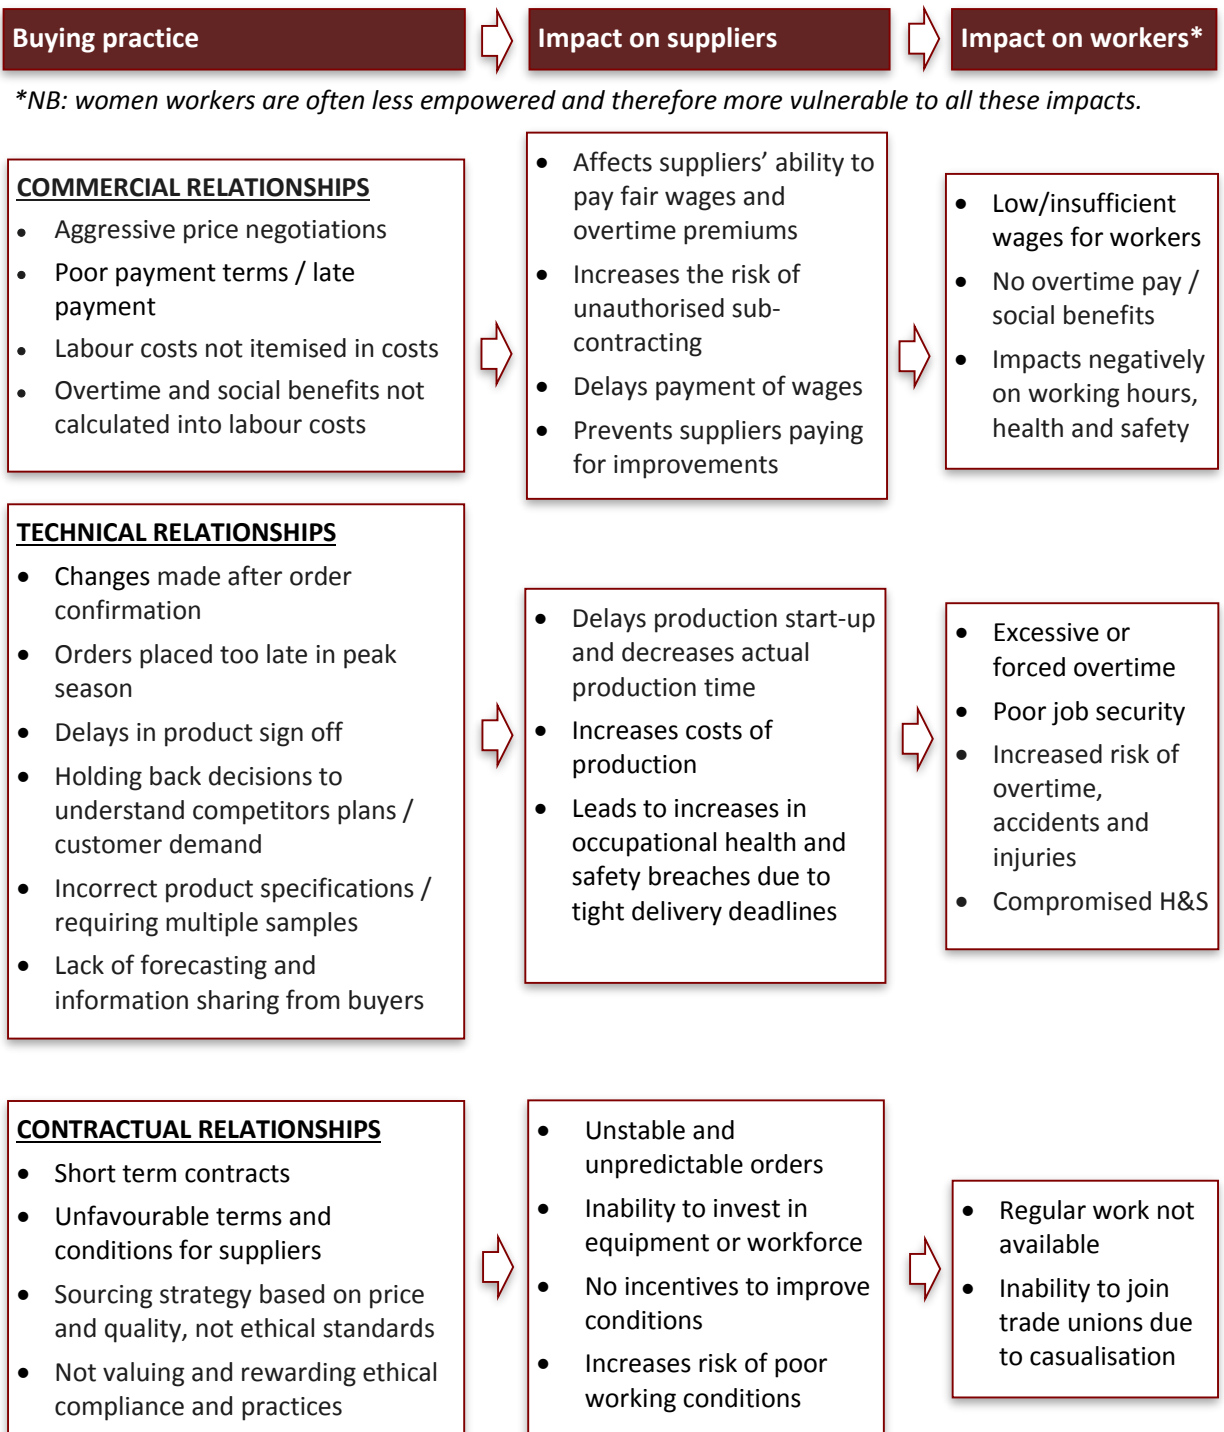 Buying practice
Impact on suppliers
Impact on workers*
*NB: women workers are often less empowered and therefore more vulnerable to all these impacts.
COMMERCIAL RELATIONSHIPS
• Aggressive price negotiations
• Poor payment terms / late
payment
• Labour costs not itemised in costs
• Overtime and social benefits not
calculated into labour costs
• Affects suppliers’ ability to
pay fair wages and
overtime premiums
• Increases the risk of
unauthorised sub-
contracting
• Delays payment of wages
• Prevents suppliers paying
for improvements
• Low/insufficient
wages for workers
• No overtime pay /
social benefits
• Impacts negatively
on working hours,
health and safety
TECHNICAL RELATIONSHIPS
• Changes made after order
confirmation
• Orders placed too late in peak
season
• Delays in product sign off
• Holding back decisions to
understand competitors plans /
customer demand
• Incorrect product specifications /
requiring multiple samples
• Lack of forecasting and
information sharing from buyers
• Delays production start-up
and decreases actual
production time
• Increases costs of
production
• Leads to increases in
occupational health and
safety breaches due to
tight delivery deadlines
• Excessive or
forced overtime
• Poor job security
• Increased risk of
overtime,
accidents and
injuries
• Compromised H&S
CONTRACTUAL RELATIONSHIPS
• Short term contracts
• Unfavourable terms and
conditions for suppliers
• Sourcing strategy based on price
and quality, not ethical standards
• Not valuing and rewarding ethical
compliance and practices
• Unstable and
unpredictable orders
• Inability to invest in
equipment or workforce
• No incentives to improve
conditions
• Increases risk of poor
working conditions
• Regular work not
available
• Inability to join
trade unions due
to casualisation